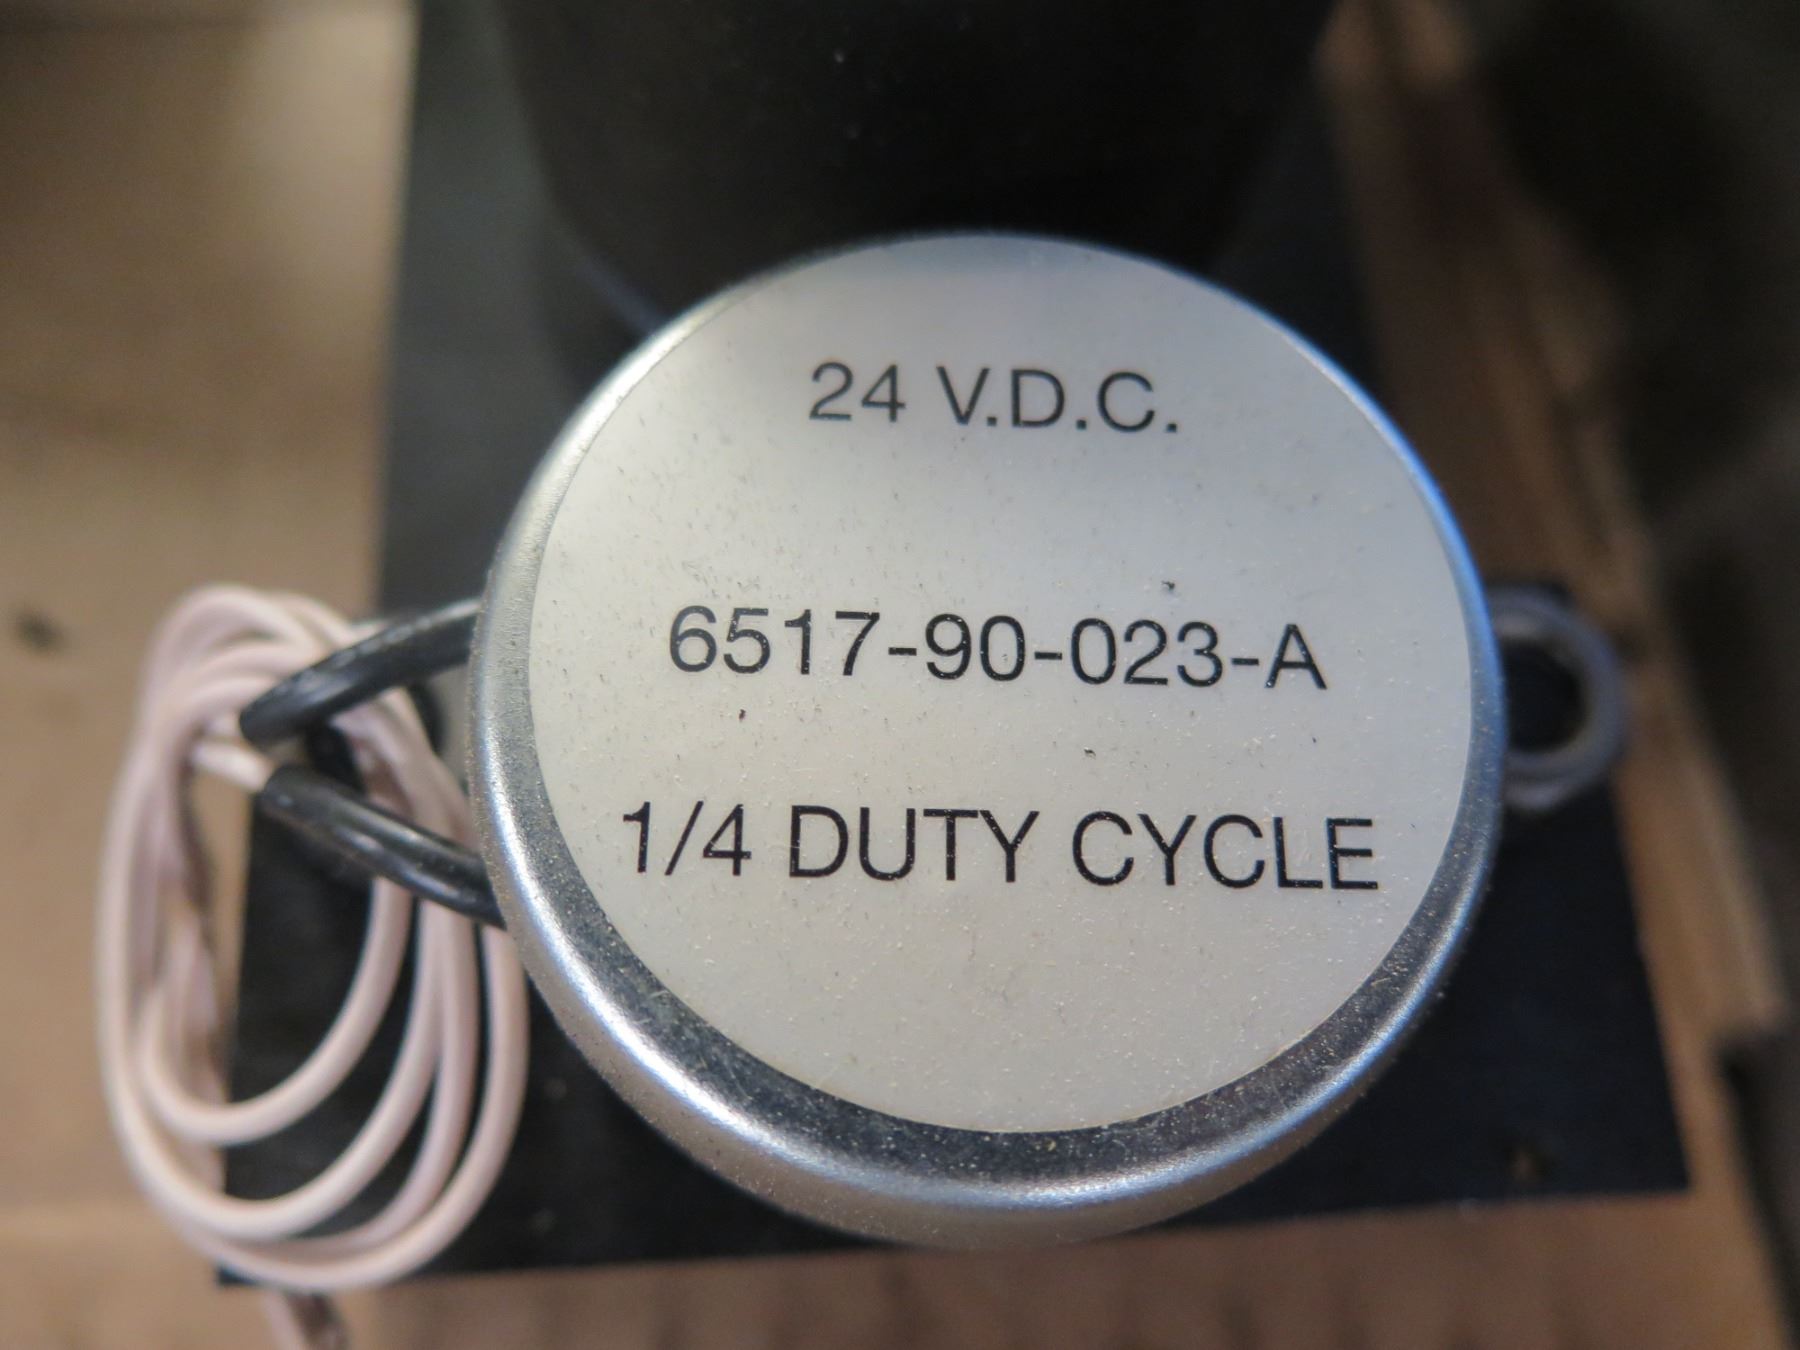 24 V.D.C.
6517-90-023-A
1/4 DUTY CYCLE